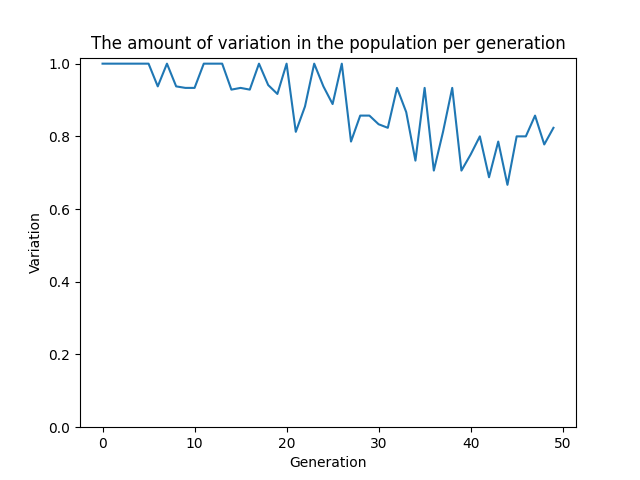 The amount of variation in the population per generation
1.0
0.8
0.6
0.4
0.2
0.0
Variation
0 10 20 30 40 50
Generation